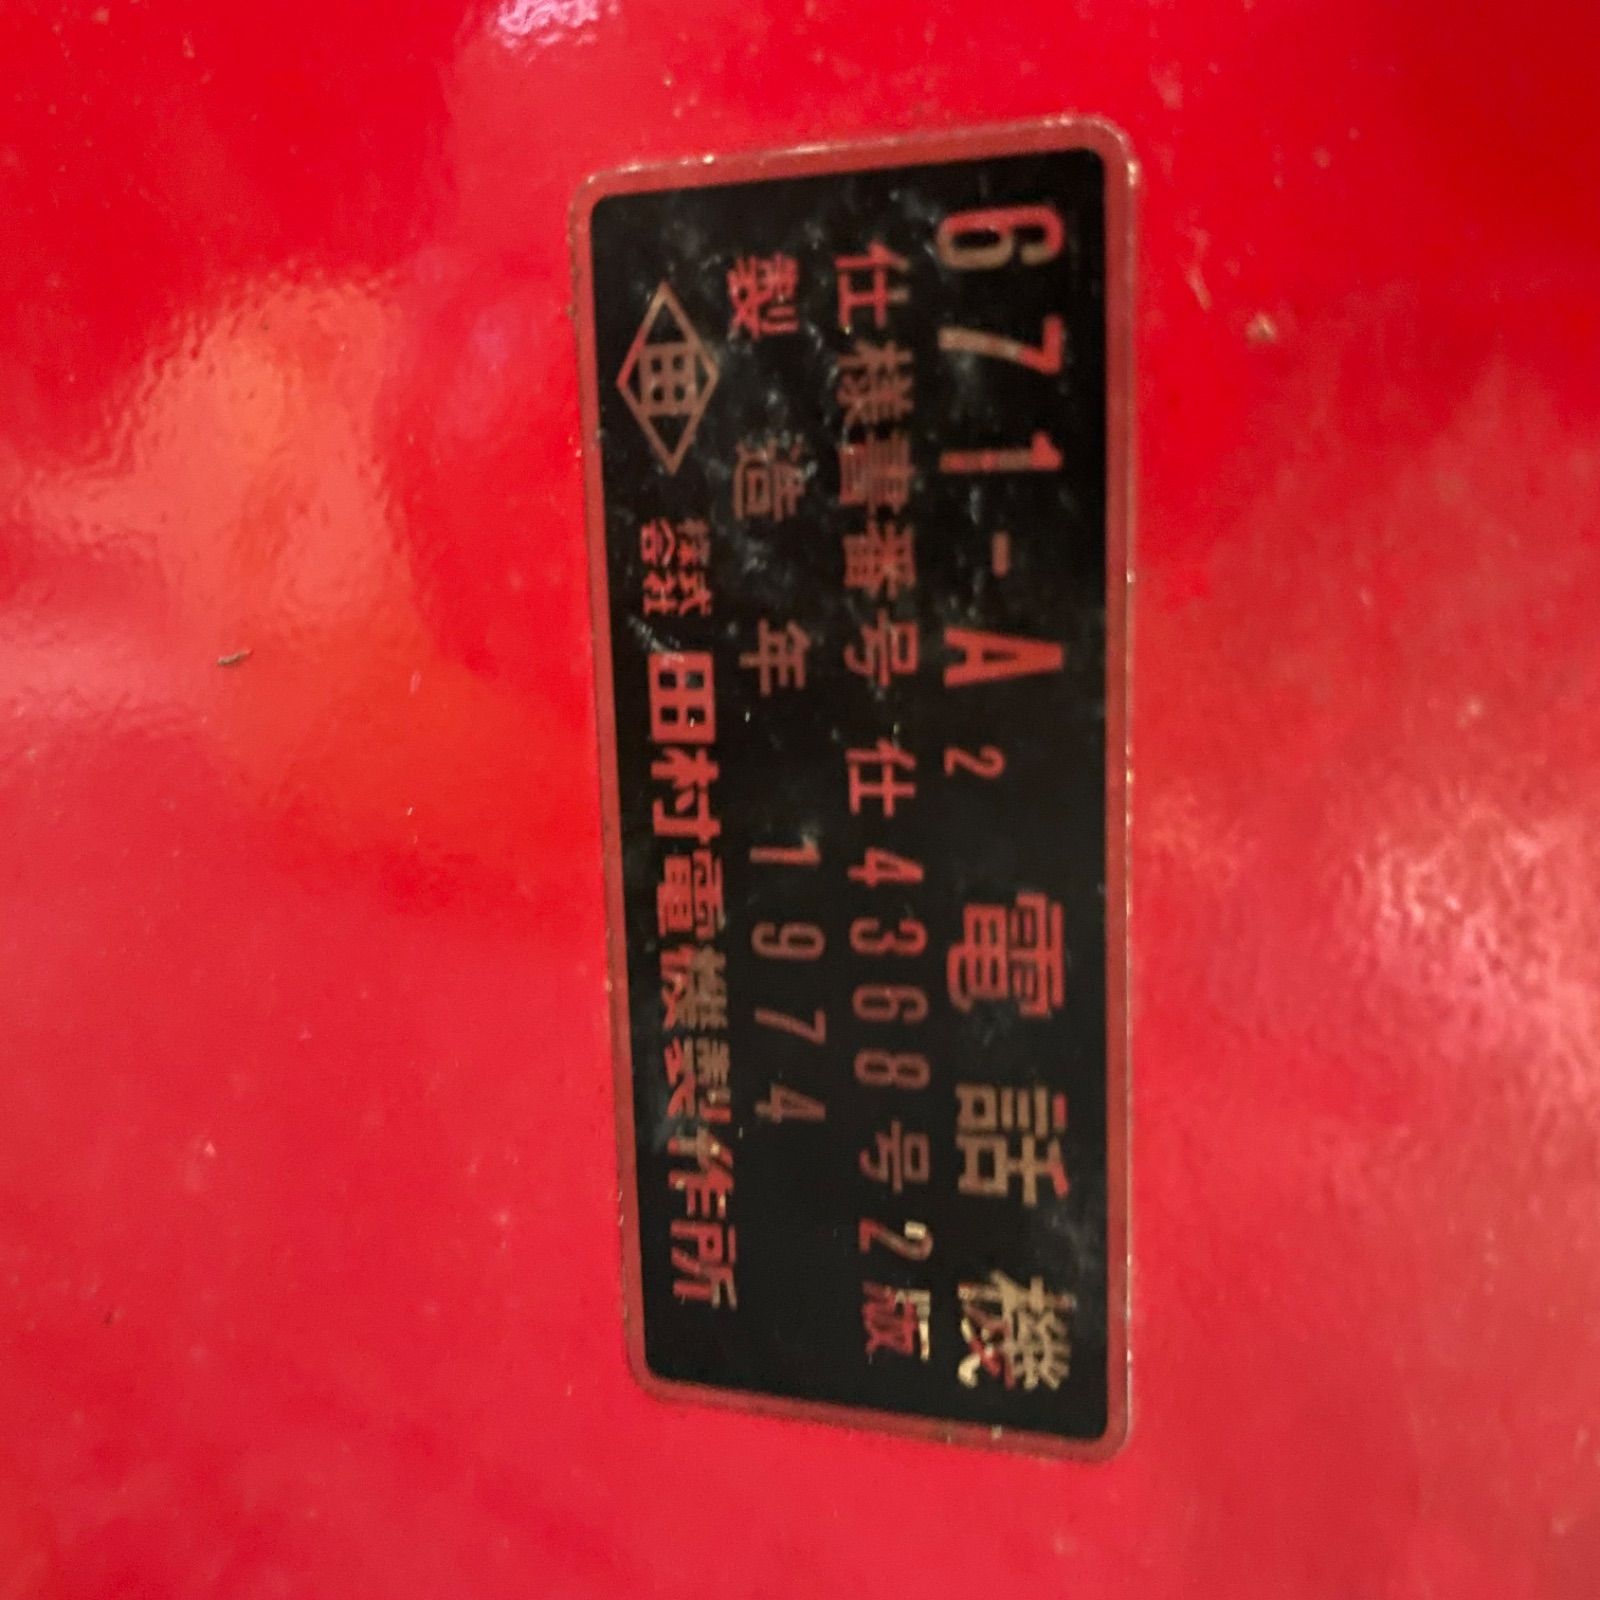 671-A2 電話機
仕様書番号 仕4368号2版
製造年 1974
田 株式会社 田村電機製作所